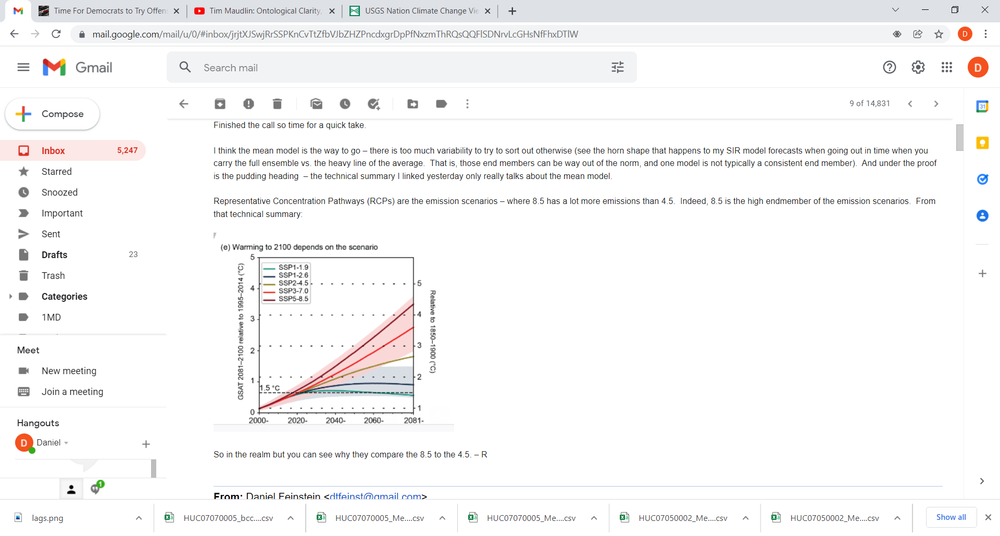 Time For Democrats to Try Offens
Tim Maudlin: Ontological Clarity,
USGS Nation Climate Change Vie
mail.google.com/mail/u/0/#inbox/jrjtXJSwjRrSSPKnCvTtZfbVJbZHZPncdxgrDpPfNxzmThRQsQQFlSDNrvLcGHsNfFhxDTlW
D
Gmail
Search mail
D
Compose
9 of 14,831
31
Inbox 5,247
Starred
Snoozed
Important
Sent
Drafts 23
Trash
Categories
1MD
Meet
New meeting
Join a meeting
Hangouts
D Daniel
1
Finished the call so time for a quick take.
I think the mean model is the way to go – there is too much variability to try to sort out otherwise (see the horn shape that happens to my SIR model forecasts when going out in time when you
carry the full ensemble vs. the heavy line of the average. That is, those end members can be way out of the norm, and one model is not typically a consistent end member). And under the proof
is the pudding heading – the technical summary I linked yesterday only really talks about the mean model.
Representative Concentration Pathways (RCPs) are the emission scenarios – where 8.5 has a lot more emissions than 4.5. Indeed, 8.5 is the high endmember of the emission scenarios. From
that technical summary:
(e) Warming to 2100 depends on the scenario
GSAT 2081–2100 relative to 1995–2014 (°C)
5
4
3
2
1
0
SSP1-1.9
SSP1-2.6
SSP2-4.5
SSP3-7.0
SSP5-8.5
1.5 °C
5
4
3
2
1
Relative to 1850–1900 (°C)
2000- 2020- 2040- 2060- 2081-
So in the realm but you can see why they compare the 8.5 to the 4.5. – R
From: Daniel Feinstein <dtfeinst@gmail.com>
lags.png
HUC07070005_bcc....csv
HUC07070005_Me....csv
HUC07070005_Me....csv
HUC07050002_Me....csv
HUC07050002_Me....csv
Show all